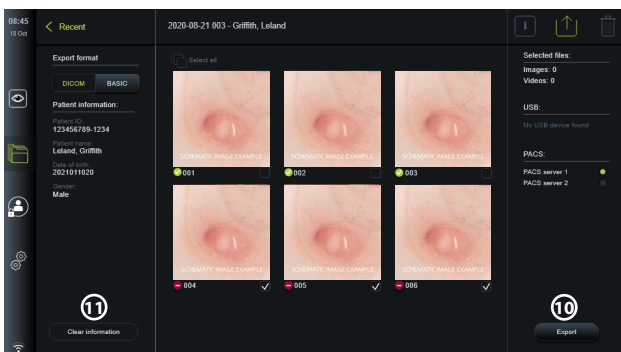 08:45
18 Oct
Recent
2020-08-21 003 - Griffith, Leland
i
Export format
DICOM BASIC
Patient information:
Patient ID:
123456789-1234
Patient name:
Leland, Griffith
Date of birth:
2021011020
Gender:
Male
11
Clear information
Select all
SCHEMATIC IMAGE EXAMPLE
SCHEMATIC IMAGE EXAMPLE
SCHEMATIC IMAGE EXAMPLE
001
002
003
SCHEMATIC IMAGE EXAMPLE
SCHEMATIC IMAGE EXAMPLE
SCHEMATIC IMAGE EXAMPLE
004
005
006
Selected files:
Images: 0
Videos: 0
USB:
No USB device found
PACS:
PACS server 1
PACS server 2
10
Export